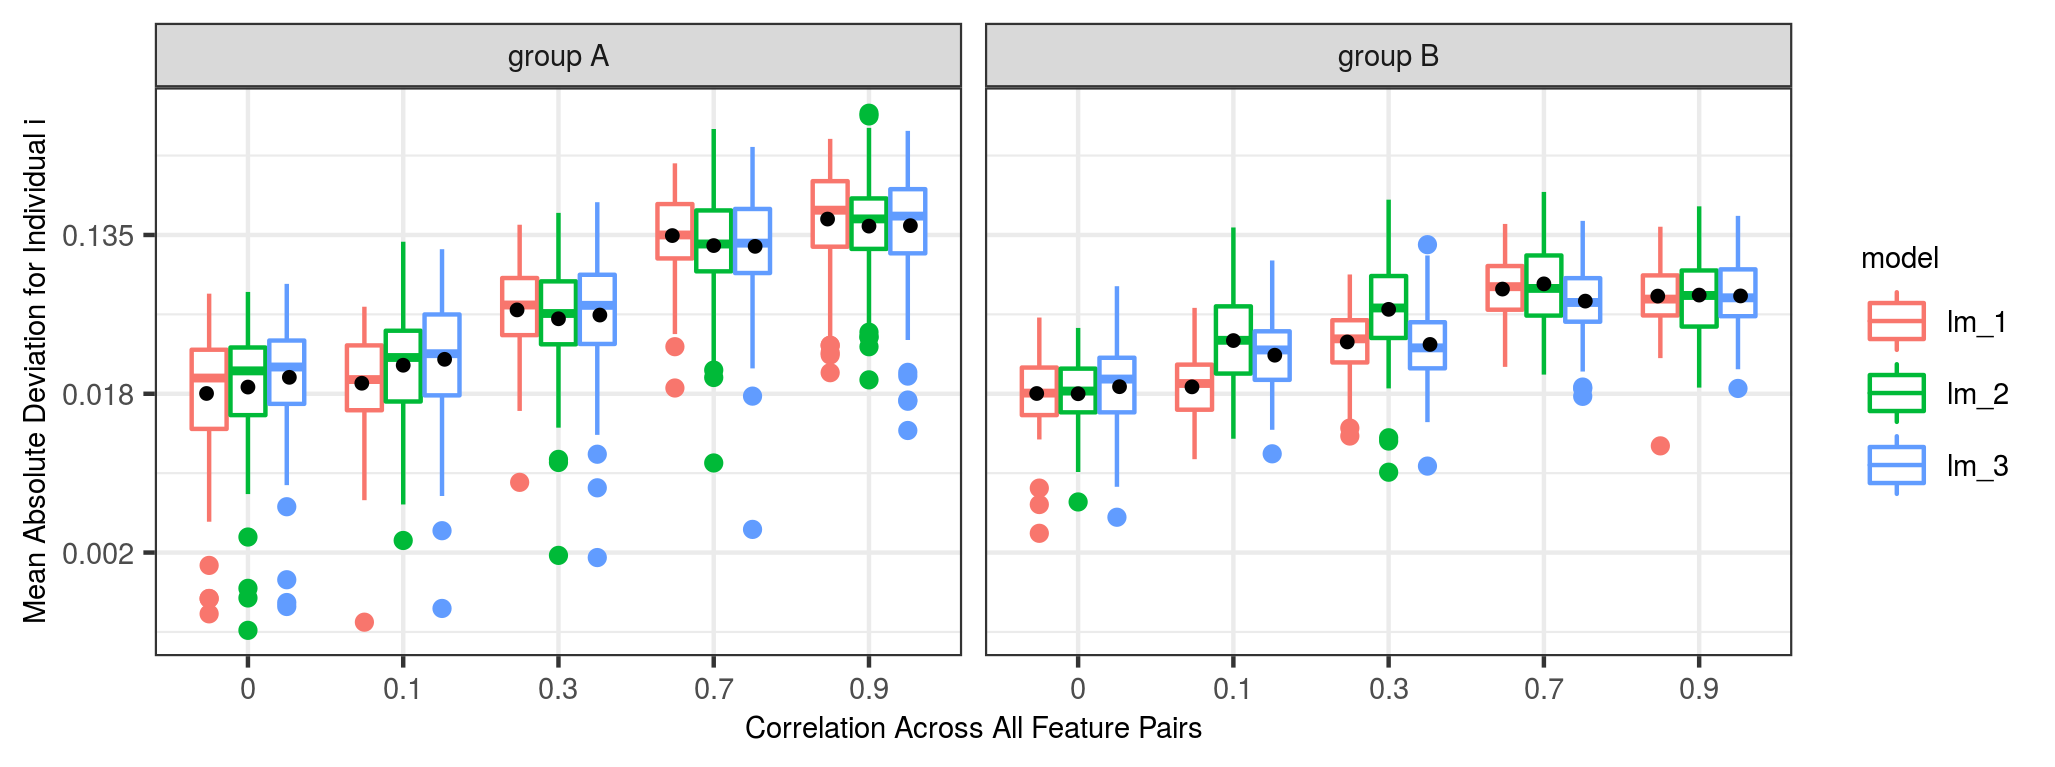 group A
group B
Mean Absolute Deviation for Individual i
0.135
0.018
0.002
0 0.1 0.3 0.7 0.9
0 0.1 0.3 0.7 0.9
Correlation Across All Feature Pairs
model
lm_1
lm_2
lm_3